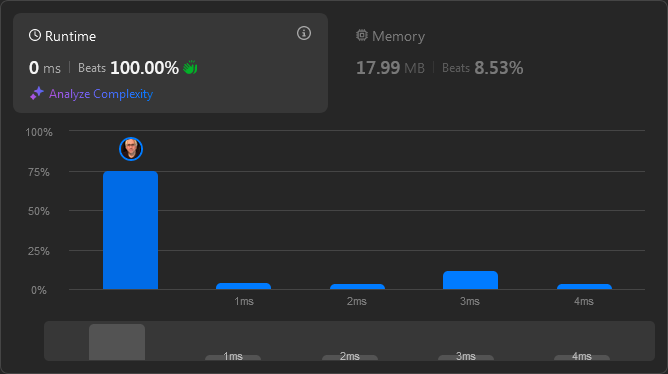 Runtime
0 ms | Beats 100.00%
Analyze Complexity
Memory
17.99 MB | Beats 8.53%
100%
75%
50%
25%
0%
1ms 2ms 3ms 4ms
1ms 2ms 3ms 4ms